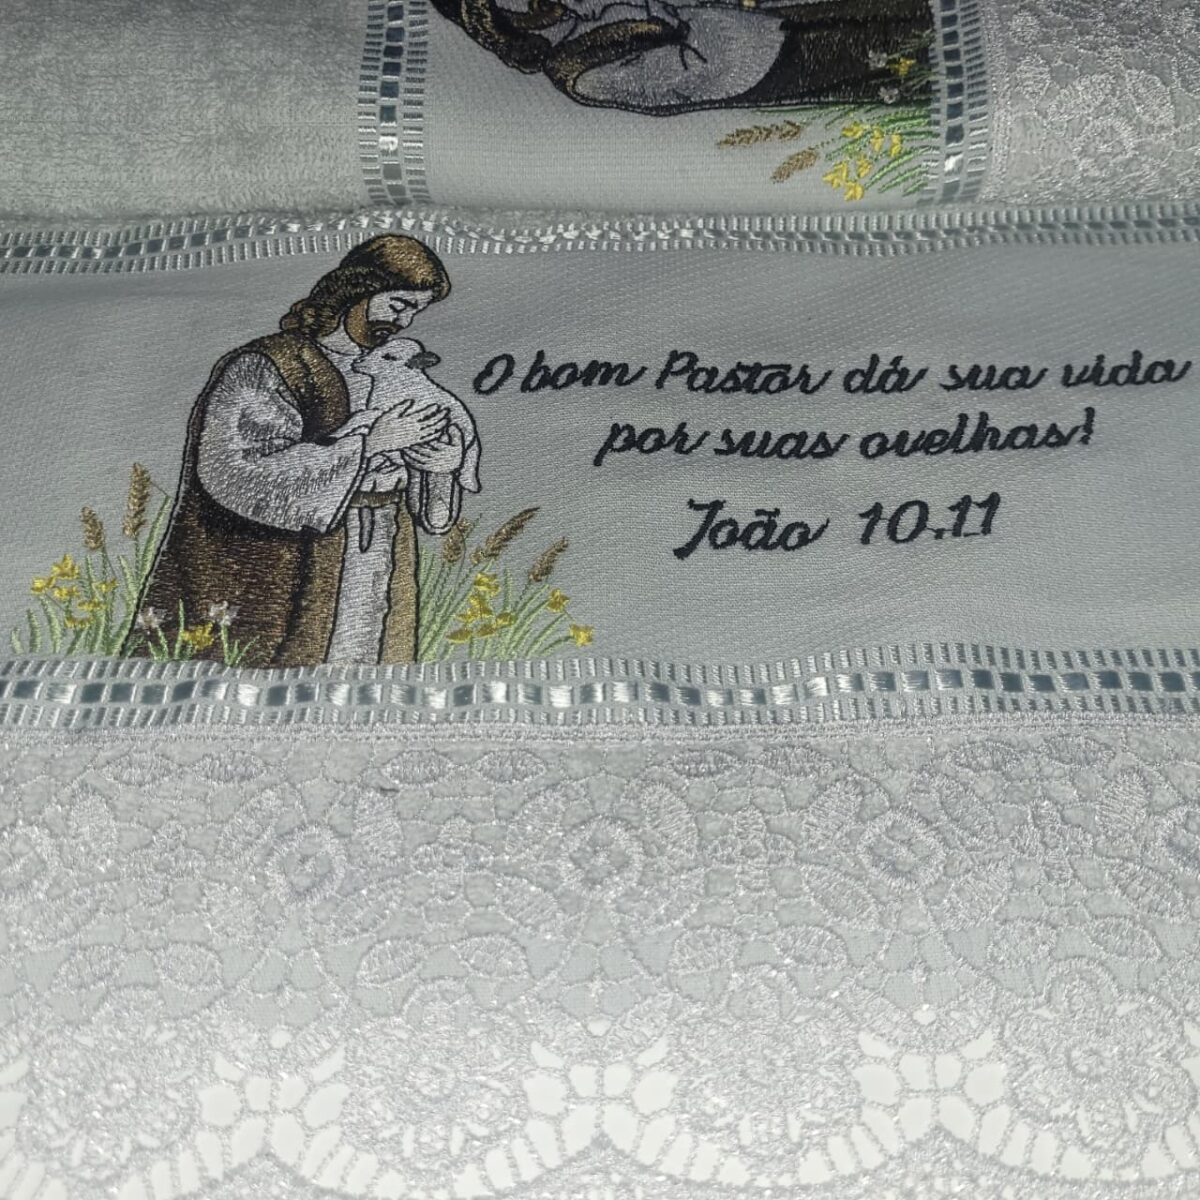 O bom Pastor dá sua vida
por suas ovelhas!
João 10.11